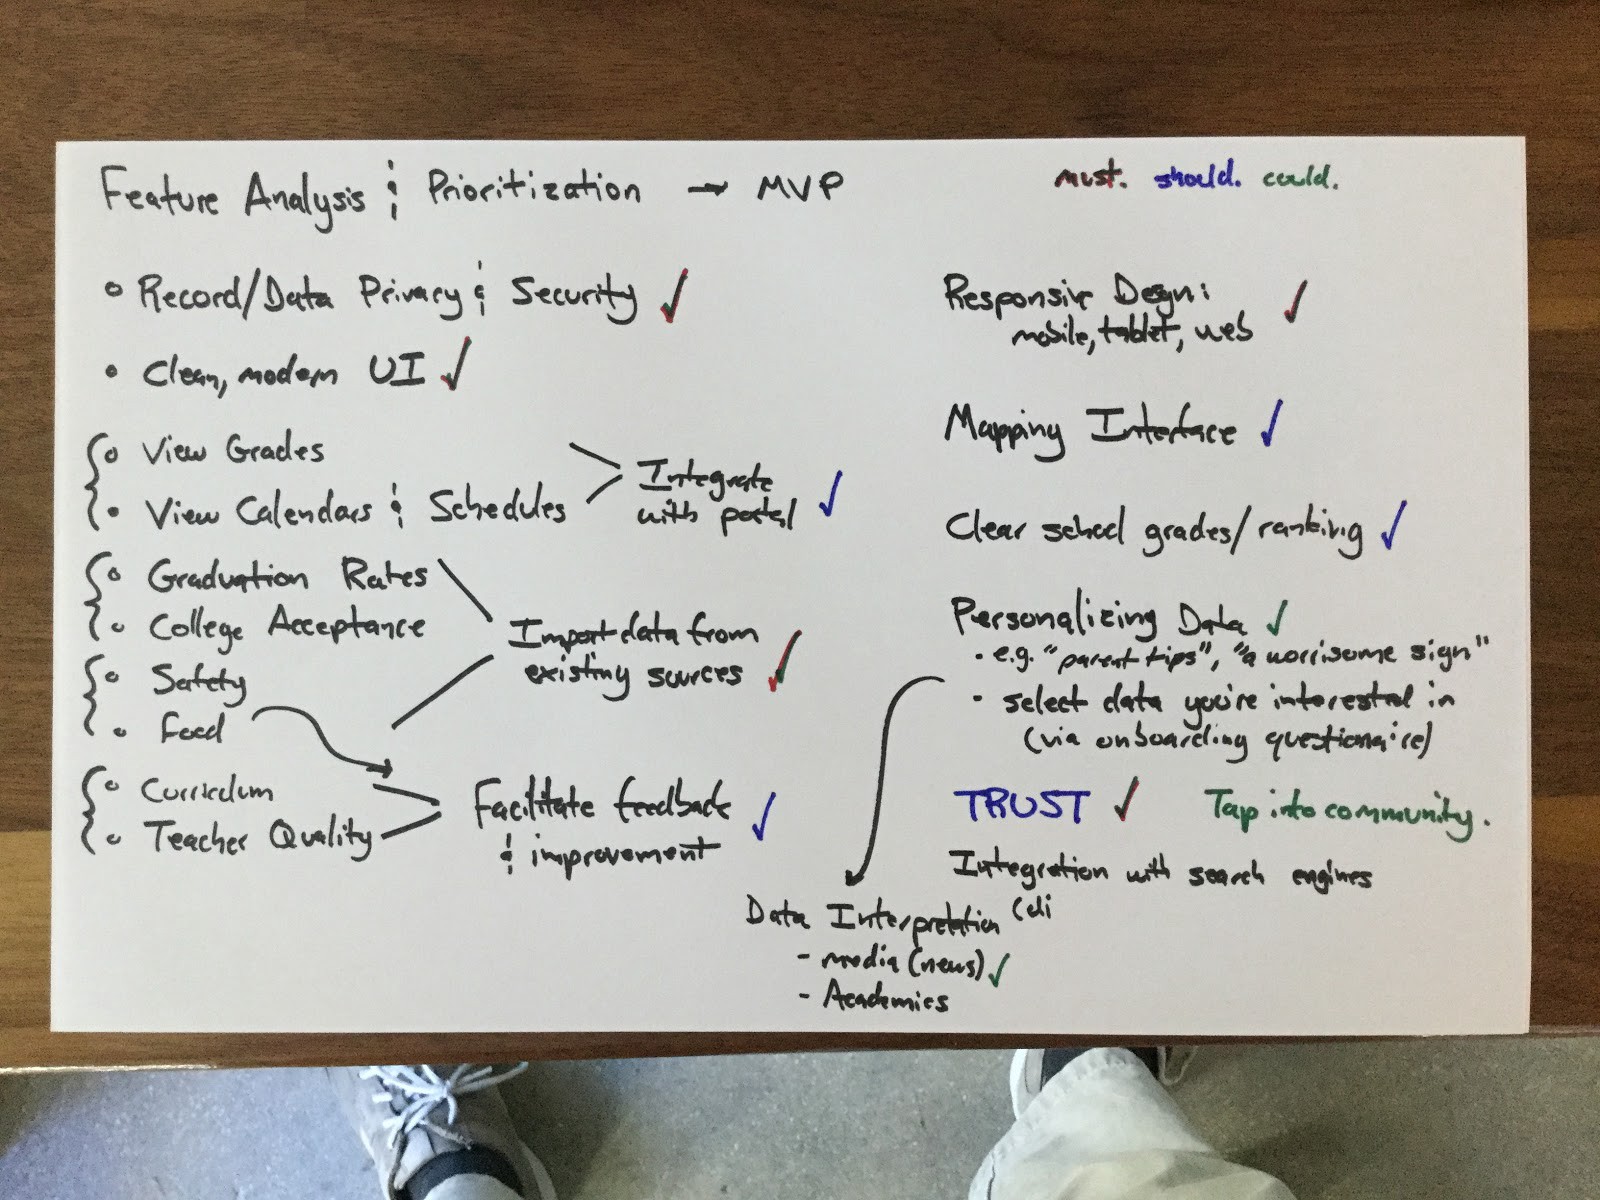 Feature Analysis & Prioritization → MVP
must. should. could.
• Record/Data Privacy & Security ✓
• Clean, modern UI ✓
• View Grades
• View Calendars & Schedules
Integrate
with portal ✓
• Graduation Rates
• College Acceptance
• Safety
• Food
Import data from
existing sources ✓
• Curriculum
• Teacher Quality
Facilitate feedback
& improvement ✓
Responsive Design:
mobile, tablet, web ✓
Mapping Interface ✓
Clear school grades/ranking ✓
Personalizing Data ✓
• e.g. "parent tips", "a worrisome sign"
• select data you're interested in
(via onboarding questionaire)
TRUST ✓ Tap into community.
Integration with search engines
Data Interpretation (di
- media (news) ✓
- Academics